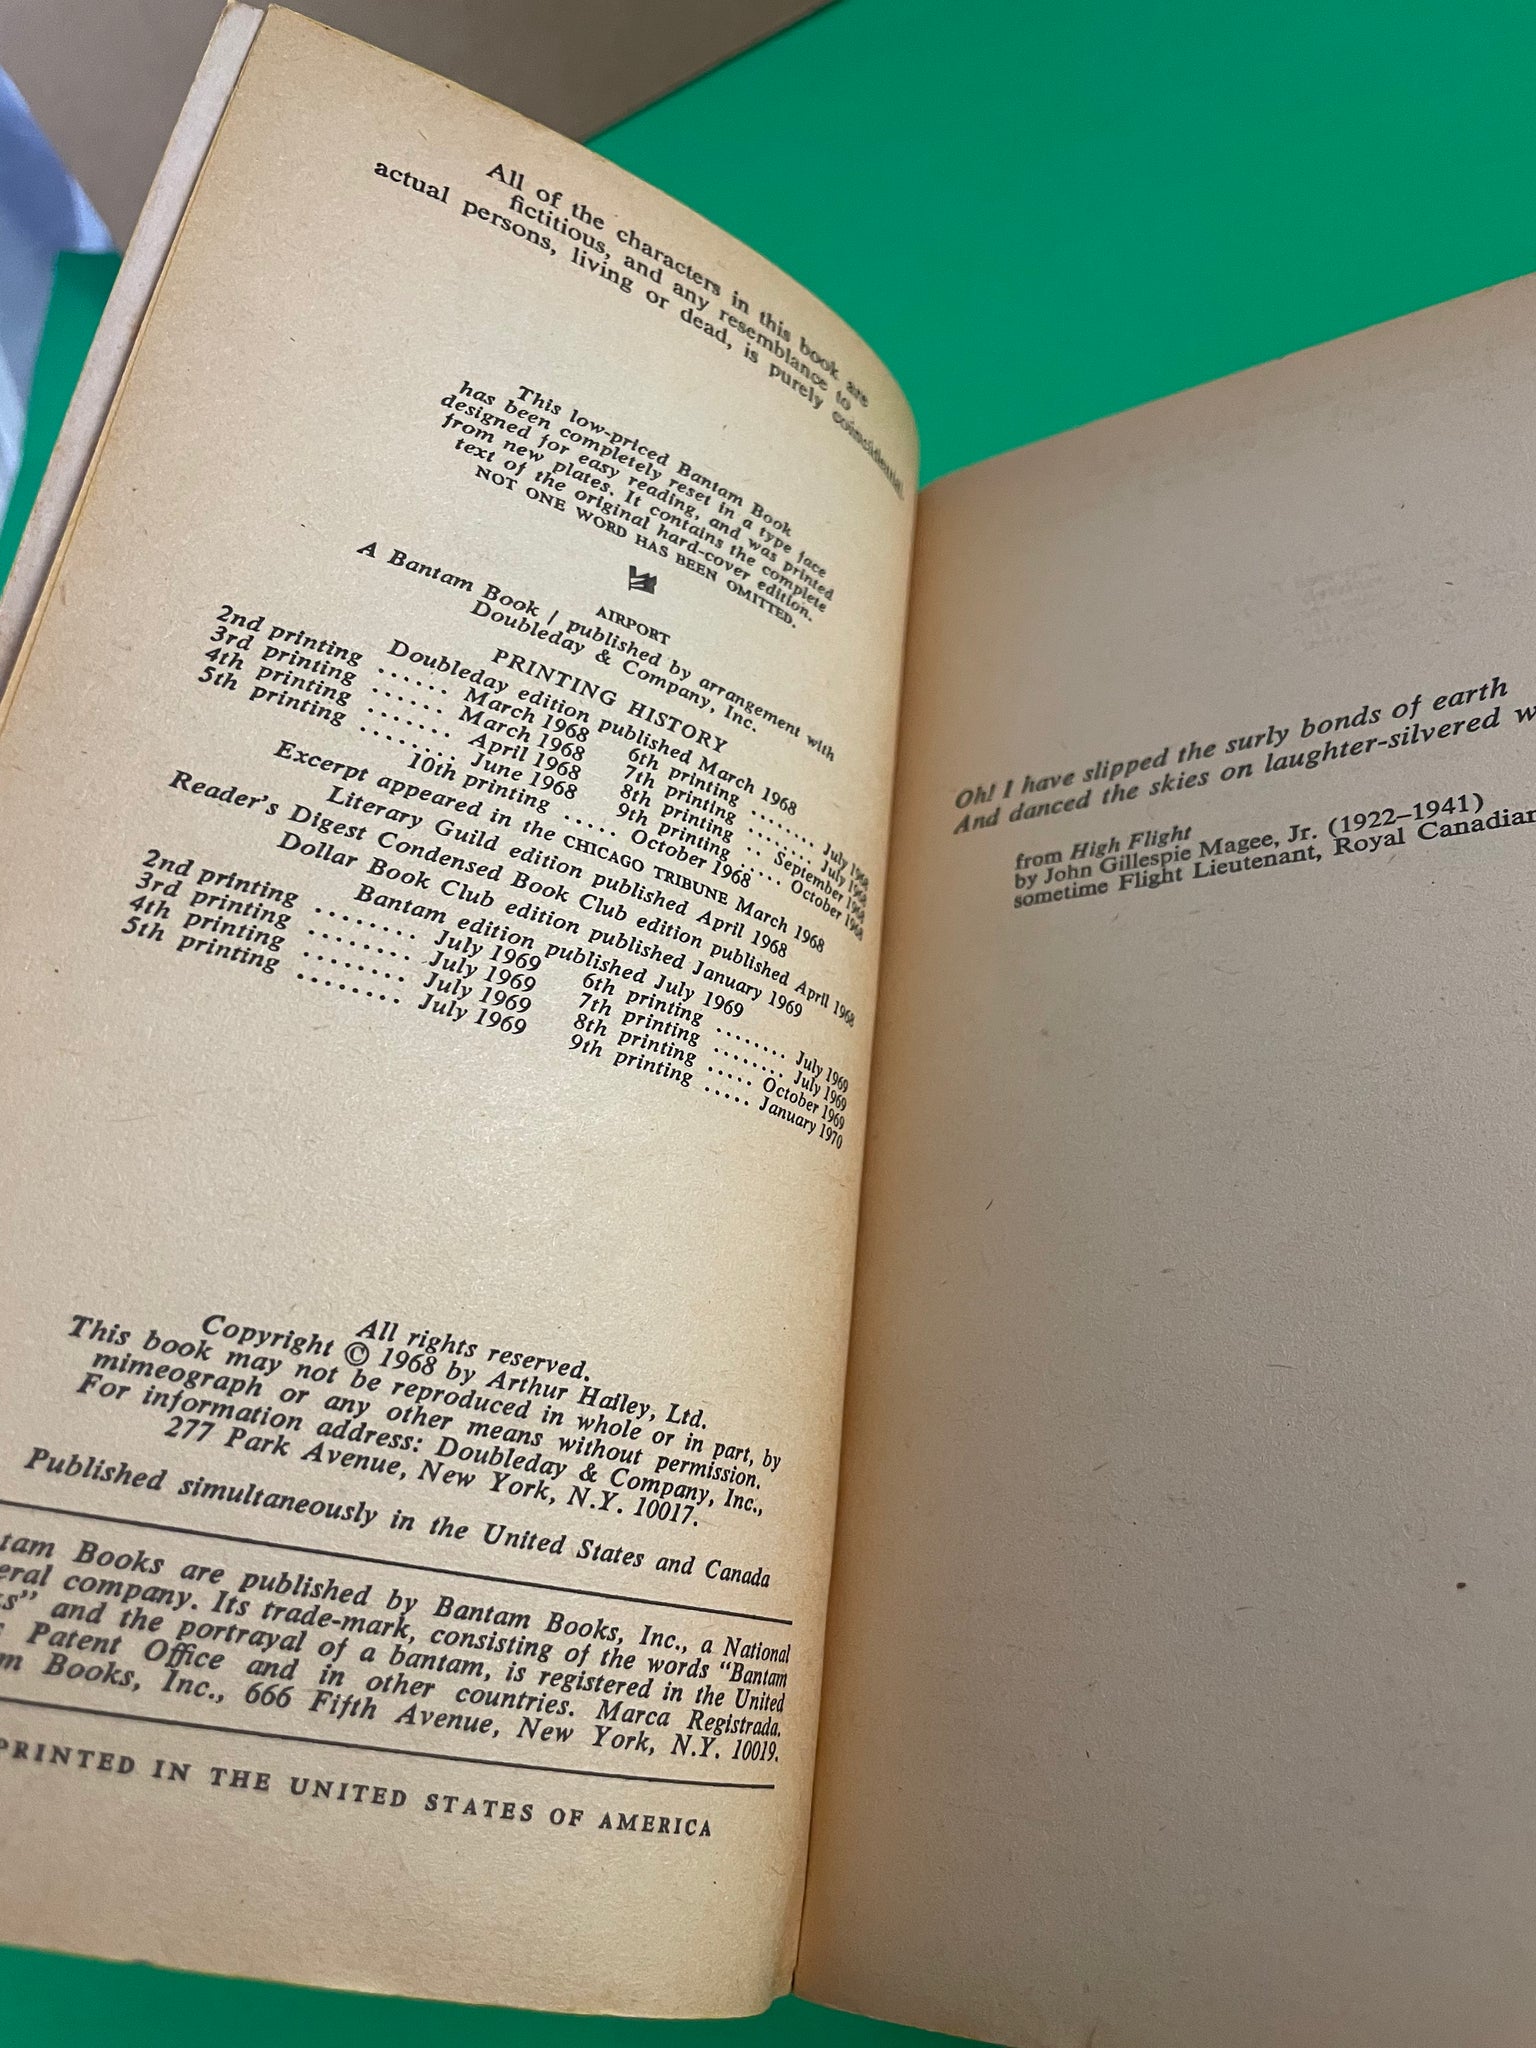 All of the characters in this book are
fictitious, and any resemblance to
actual persons, living or dead, is purely coincidental.
This low-priced Bantam Book
has been completely reset in a type face
designed for easy reading, and was printed
from new plates. It contains the complete
text of the original hard-cover edition.
NOT ONE WORD HAS BEEN OMITTED.
AIRPORT
A Bantam Book / published by arrangement with
Doubleday & Company, Inc.
PRINTING HISTORY
Doubleday edition published March 1968
2nd printing ...... March 1968 6th printing ........ July 1968
3rd printing ...... March 1968 7th printing ........ July 1968
4th printing ....... April 1968 8th printing .. September 1968
5th printing ........ June 1968 9th printing ..... October 1968
10th printing ..... October 1968
Excerpt appeared in the CHICAGO TRIBUNE March 1968
Literary Guild edition published April 1968
Reader's Digest Condensed Book Club edition published April 1968
Dollar Book Club edition published January 1969
Bantam edition published July 1969
2nd printing ........ July 1969 6th printing ........ July 1969
3rd printing ........ July 1969 7th printing ........ July 1969
4th printing ........ July 1969 8th printing ..... October 1969
5th printing ........ July 1969 9th printing ..... January 1970
All rights reserved.
Copyright © 1968 by Arthur Hailey, Ltd.
This book may not be reproduced in whole or in part, by
mimeograph or any other means without permission.
For information address: Doubleday & Company, Inc.,
277 Park Avenue, New York, N.Y. 10017.
Published simultaneously in the United States and Canada
tam Books are published by Bantam Books, Inc., a National
eral company. Its trade-mark, consisting of the words "Bantam
s" and the portrayal of a bantam, is registered in the United
Patent Office and in other countries. Marca Registrada.
m Books, Inc., 666 Fifth Avenue, New York, N.Y. 10019.
PRINTED IN THE UNITED STATES OF AMERICA
Oh! I have slipped the surly bonds of earth
And danced the skies on laughter-silvered w
from High Flight
by John Gillespie Magee, Jr. (1922–1941)
sometime Flight Lieutenant, Royal Canadian